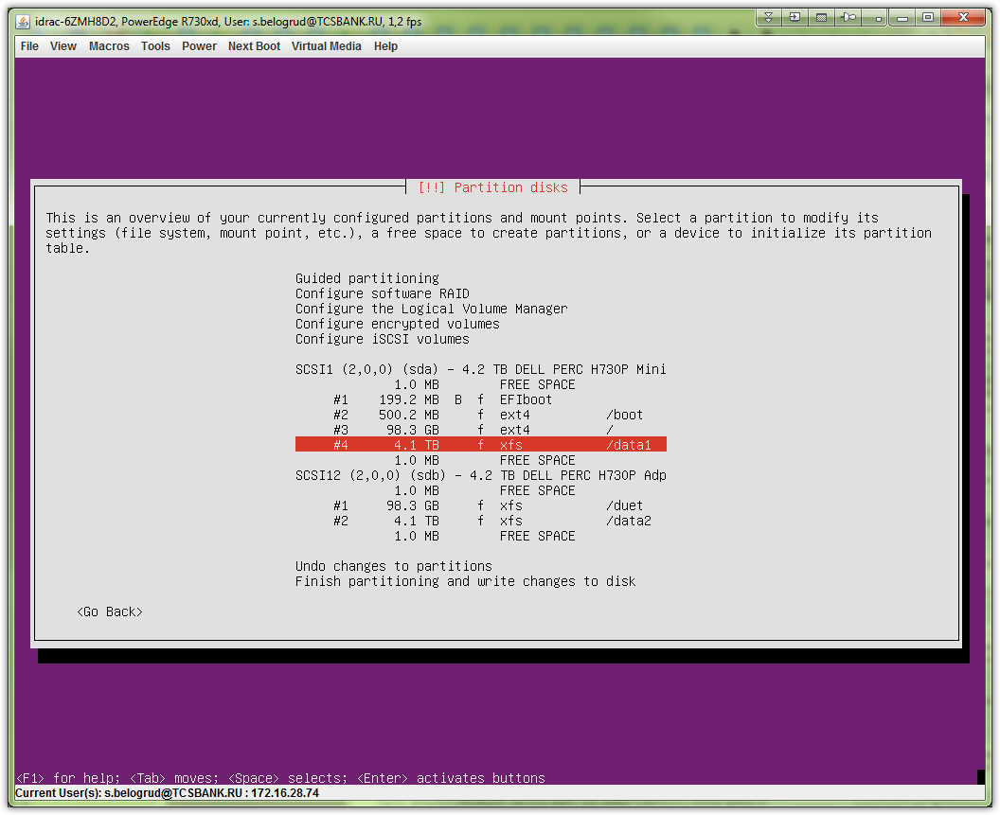 idrac-6ZMH8D2, PowerEdge R730xd, User: s.belogrud@TCSBANK.RU, 1,2 fps
File View Macros Tools Power Next Boot Virtual Media Help
[!!] Partition disks
This is an overview of your currently configured partitions and mount points. Select a partition to modify its
settings (file system, mount point, etc.), a free space to create partitions, or a device to initialize its partition
table.
Guided partitioning
Configure software RAID
Configure the Logical Volume Manager
Configure encrypted volumes
Configure iSCSI volumes
SCSI1 (2,0,0) (sda) - 4.2 TB DELL PERC H730P Mini
1.0 MB FREE SPACE
#1 199.2 MB B f EFIboot
#2 500.2 MB f ext4 /boot
#3 98.3 GB f ext4 /
#4 4.1 TB f xfs /data1
1.0 MB FREE SPACE
SCSI12 (2,0,0) (sdb) - 4.2 TB DELL PERC H730P Adp
1.0 MB FREE SPACE
#1 98.3 GB f xfs /duet
#2 4.1 TB f xfs /data2
1.0 MB FREE SPACE
Undo changes to partitions
Finish partitioning and write changes to disk
<Go Back>
<F1> for help; <Tab> moves; <Space> selects; <Enter> activates buttons
Current User(s): s.belogrud@TCSBANK.RU : 172.16.28.74